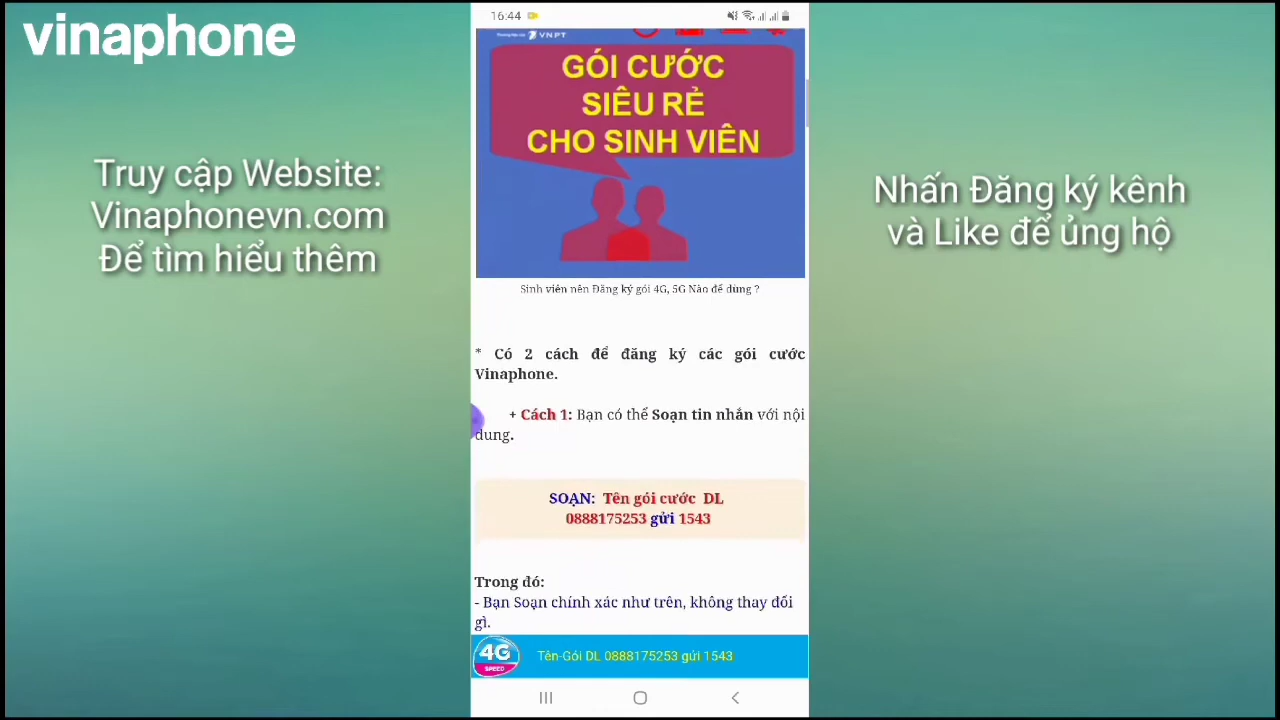 vinaphone
Truy cập Website:
Vinaphonevn.com
Để tìm hiểu thêm
16:44
Thương hiệu của VNPT
GÓI CƯỚC
SIÊU RẺ
CHO SINH VIÊN
Sinh viên nên Đăng ký gói 4G, 5G Nào để dùng ?
* Có 2 cách để đăng ký các gói cước
Vinaphone.
+ Cách 1: Bạn có thể Soạn tin nhắn với nội
dung.
SOẠN: Tên gói cước DL
0888175253 gửi 1543
Trong đó:
- Bạn Soạn chính xác như trên, không thay đổi
gì.
4G
SPEED
Tên-Gói DL 0888175253 gửi 1543
Nhấn Đăng ký kênh
và Like để ủng hộ